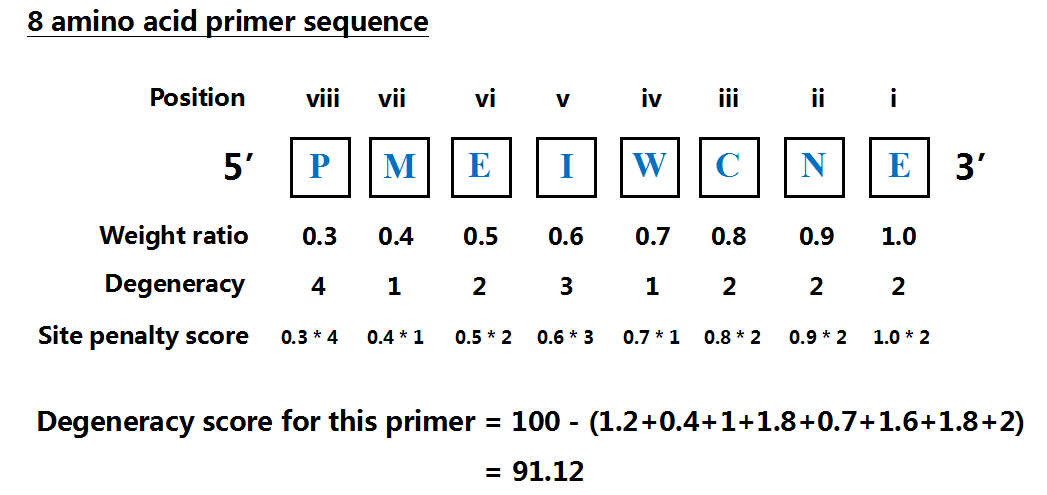 8 amino acid primer sequence
Position viii vii vi v iv iii ii i
5′ P M E I W C N E 3′
Weight ratio 0.3 0.4 0.5 0.6 0.7 0.8 0.9 1.0
Degeneracy 4 1 2 3 1 2 2 2
Site penalty score 0.3 * 4 0.4 * 1 0.5 * 2 0.6 * 3 0.7 * 1 0.8 * 2 0.9 * 2 1.0 * 2
Degeneracy score for this primer = 100 - (1.2+0.4+1+1.8+0.7+1.6+1.8+2)
= 91.12